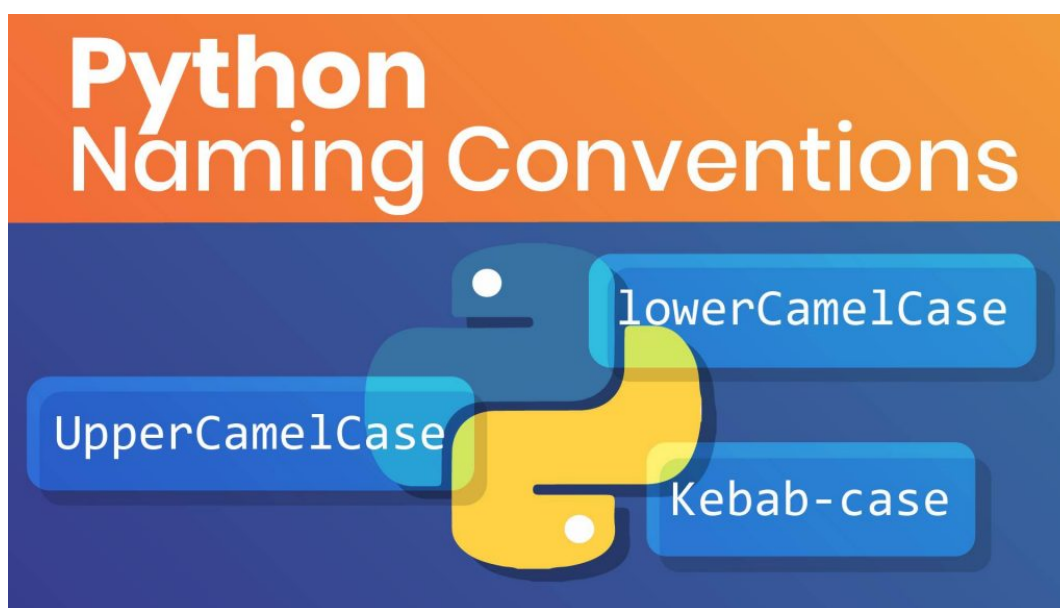 Python
Naming Conventions
lowerCamelCase
UpperCamelCase
Kebab-case